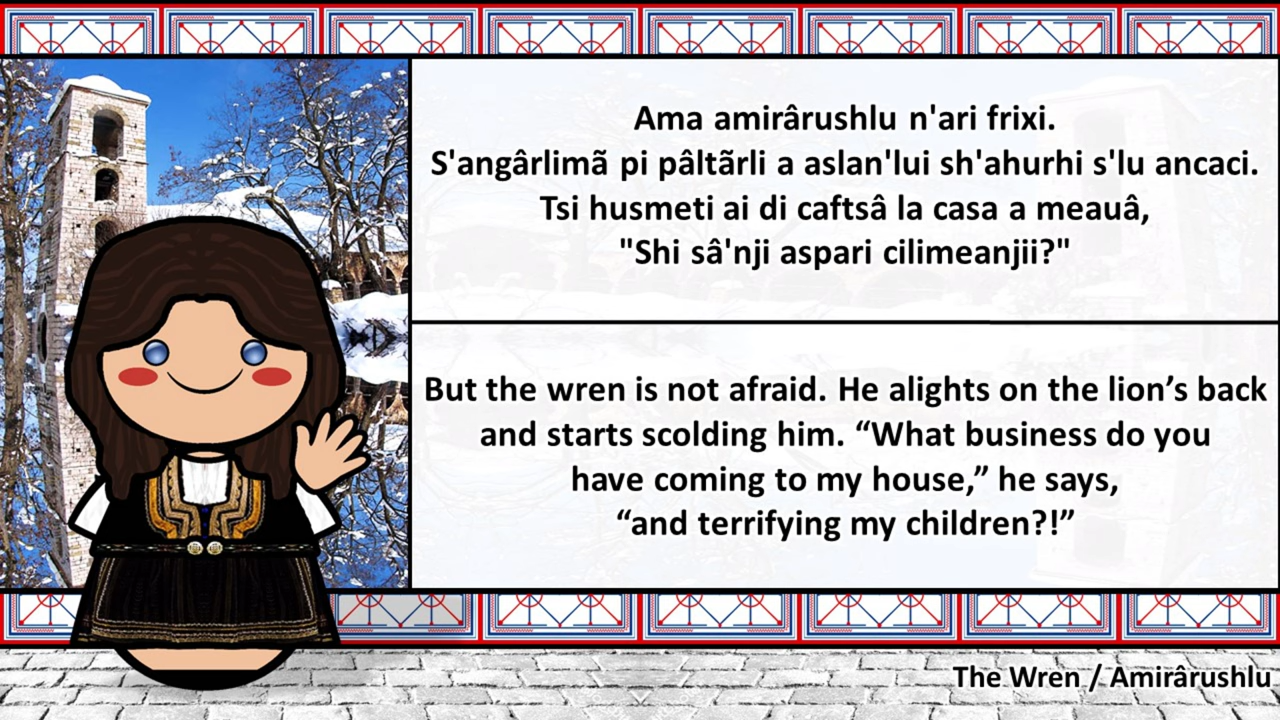 Ama amirârushlu n'ari frixi.
S'angârlimã pi pâltãrli a aslan'lui sh'ahurhi s'lu ancaci.
Tsi husmeti ai di caftsâ la casa a meauâ,
"Shi sâ'nji aspari cilimeanjii?"
But the wren is not afraid. He alights on the lion’s back
and starts scolding him. “What business do you
have coming to my house,” he says,
“and terrifying my children?!”
The Wren / Amirârushlu